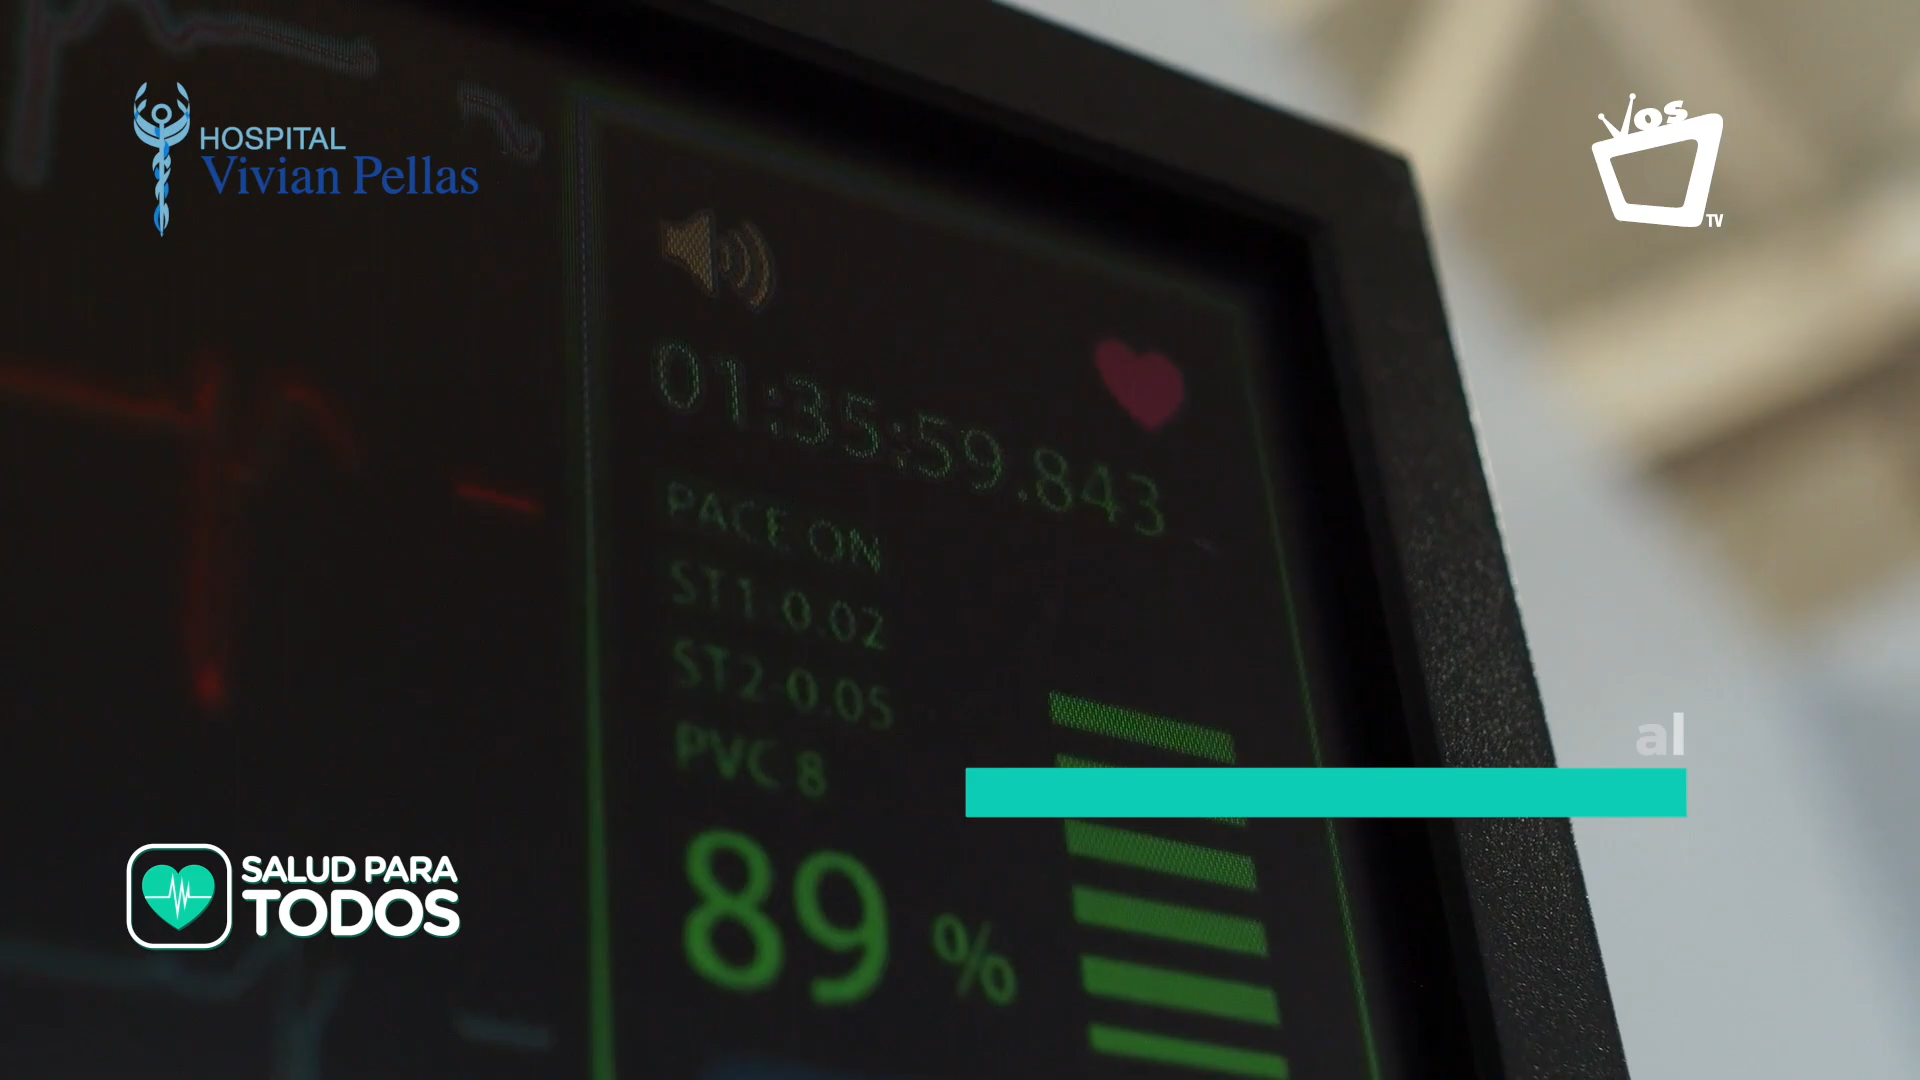 HOSPITAL
Vivian Pellas
VOS
TV
01:35:59.843
PACE ON
ST1-0.02
ST2-0.05
PVC 8
89 %
al
SALUD PARA
TODOS